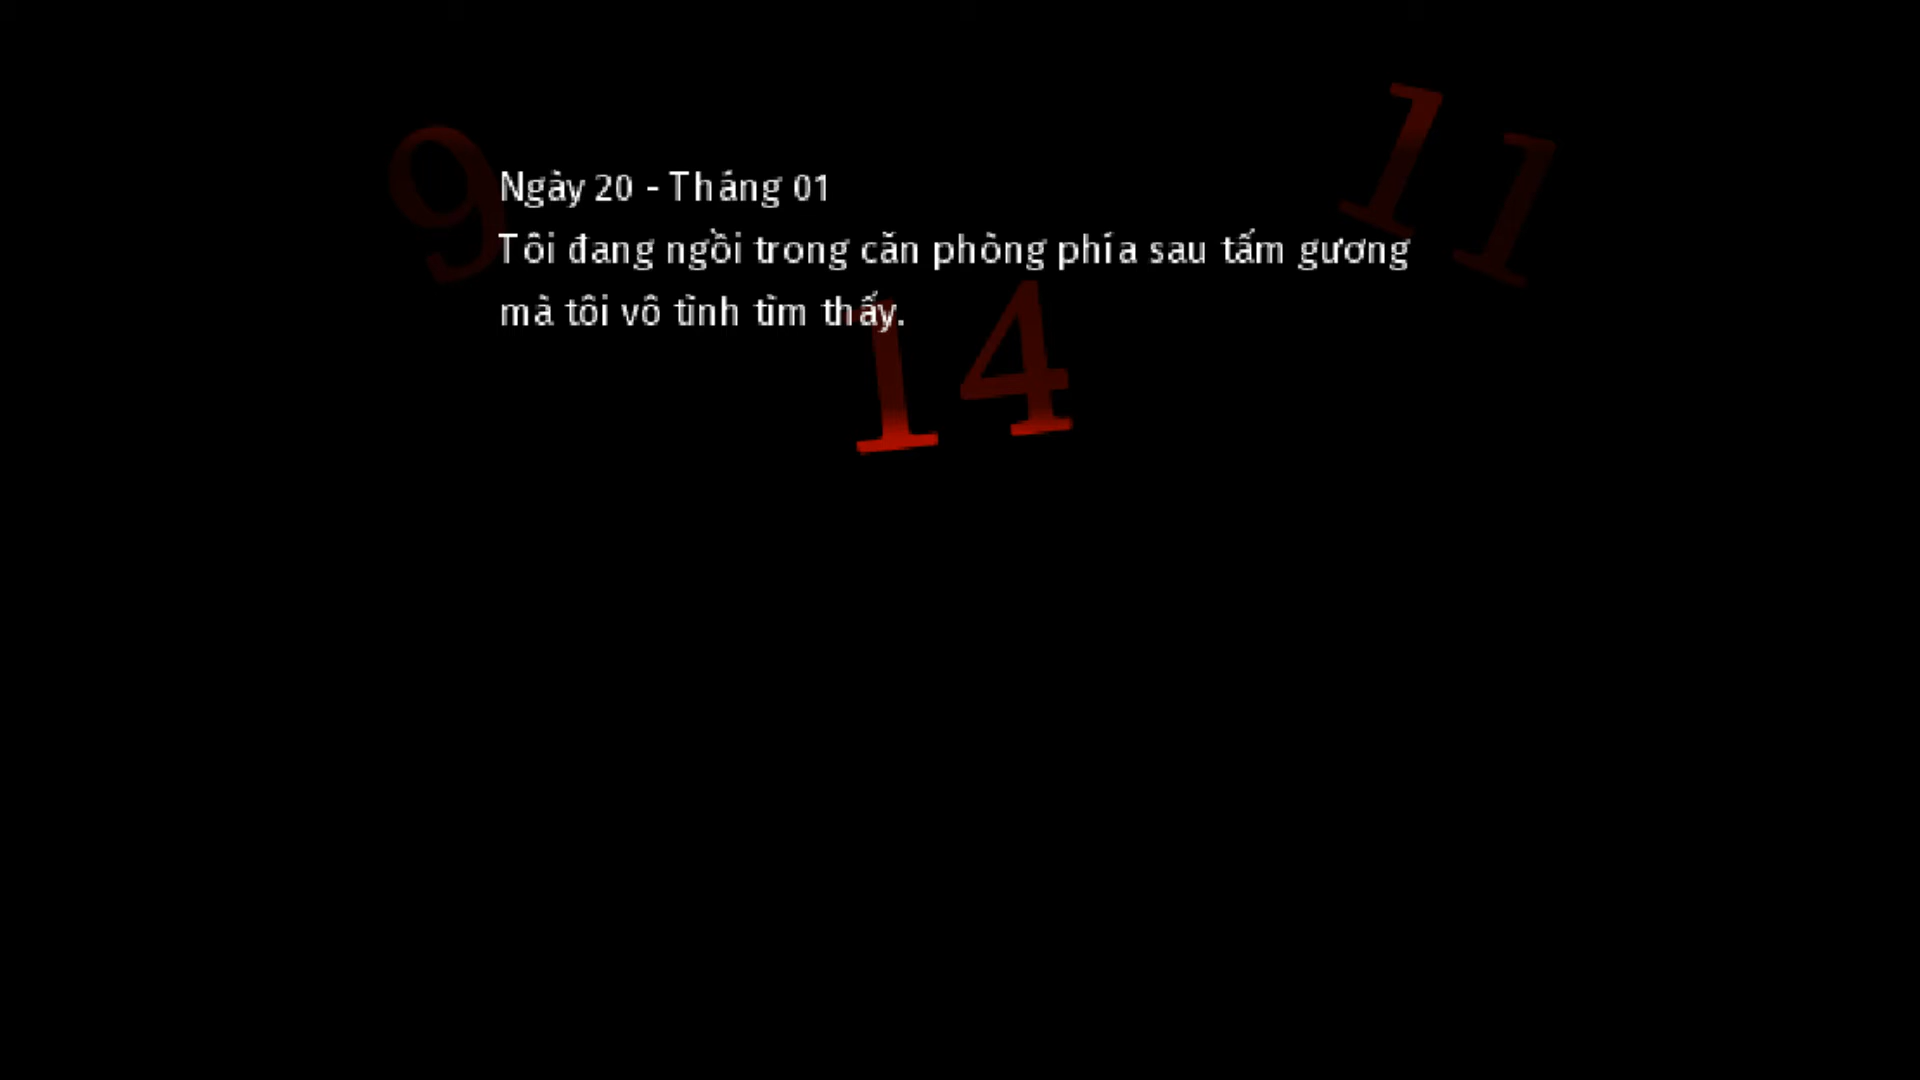 9
11
Ngày 20 - Tháng 01
Tôi đang ngồi trong căn phòng phía sau tấm gương
mà tôi vô tình tìm thấy.
14